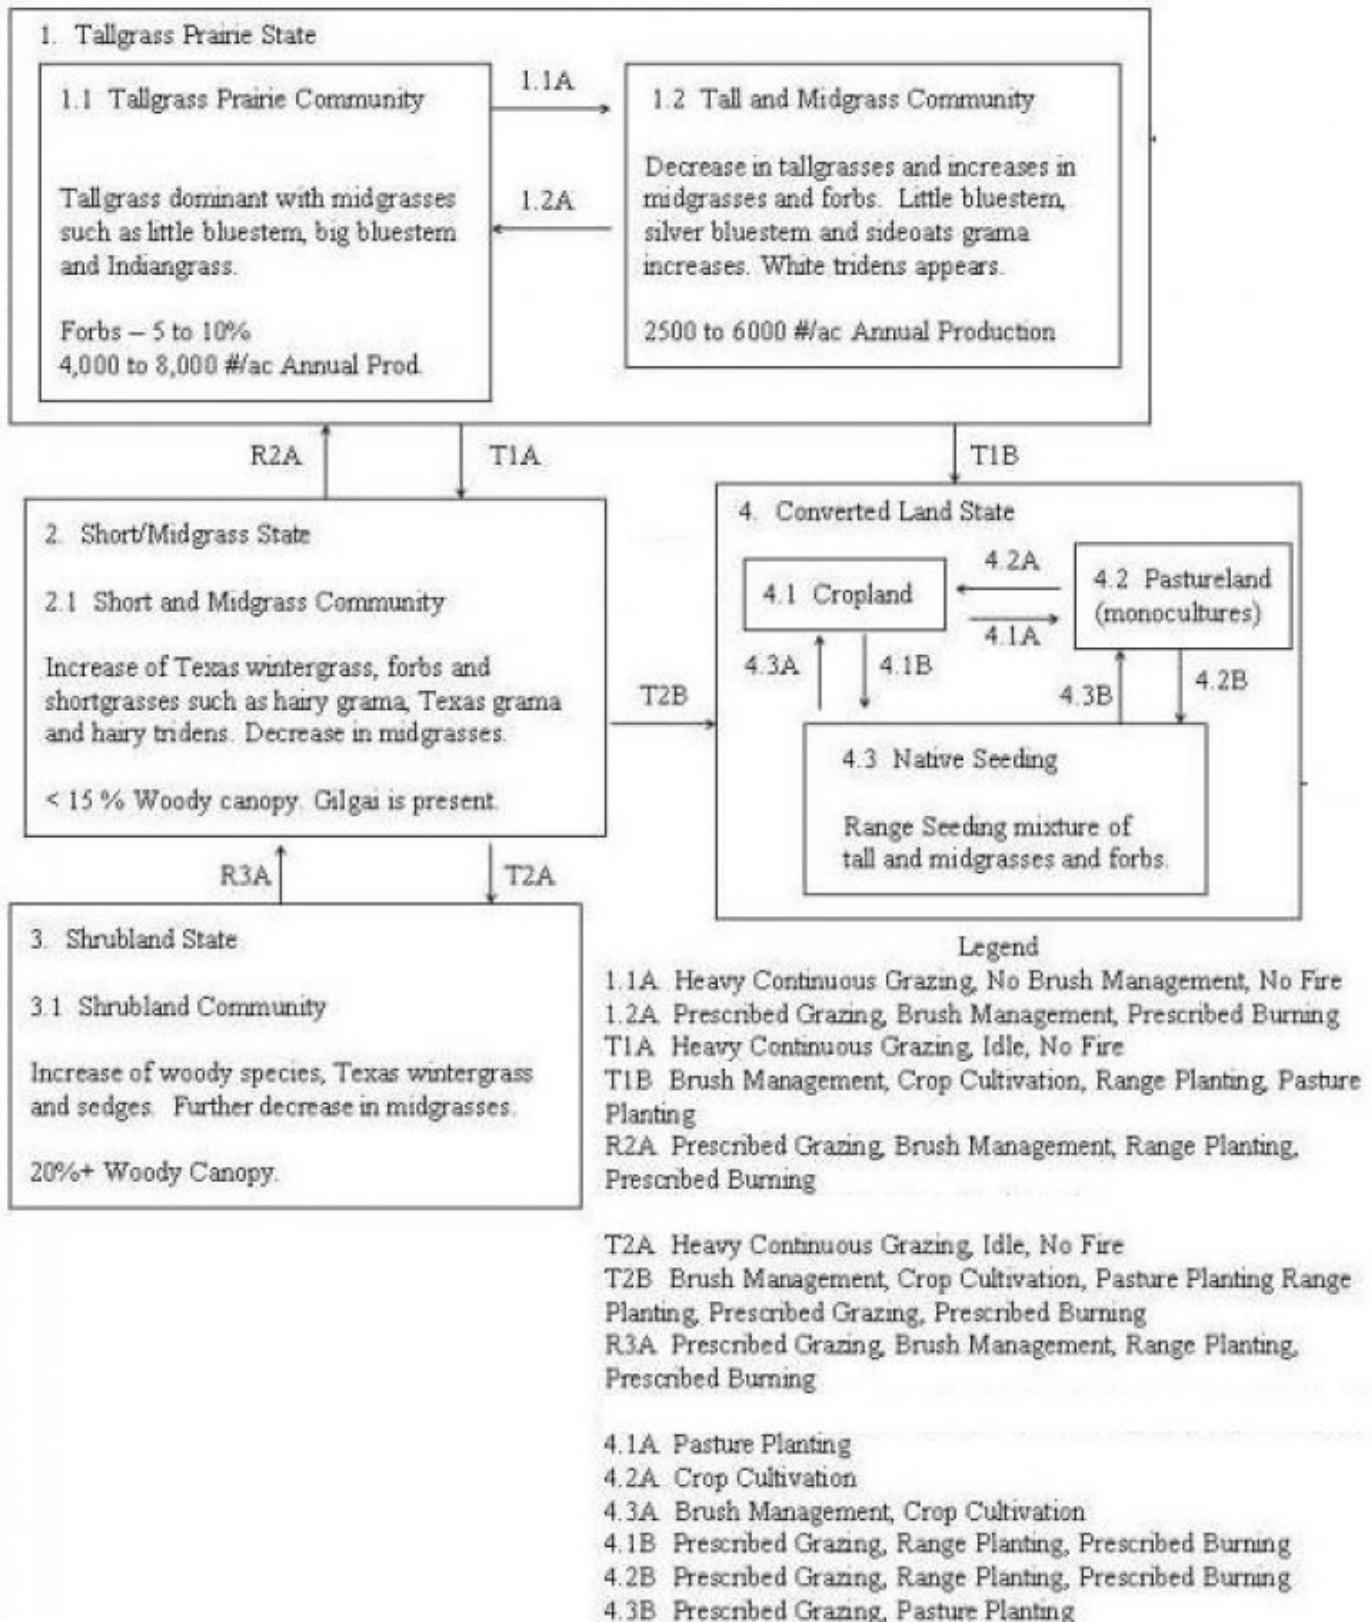 1. Tallgrass Prairie State
1.1 Tallgrass Prairie Community
Tallgrass dominant with midgrasses
such as little bluestem, big bluestem
and Indiangrass.
Forbs – 5 to 10%
4,000 to 8,000 #/ac Annual Prod.
1.1A
1.2A
1.2 Tall and Midgrass Community
Decrease in tallgrasses and increases in
midgrasses and forbs. Little bluestem,
silver bluestem and sideoats grama
increases. White tridens appears.
2500 to 6000 #/ac Annual Production
R2A
T1A
T1B
2. Short/Midgrass State
2.1 Short and Midgrass Community
Increase of Texas wintergrass, forbs and
shortgrasses such as hairy grama, Texas grama
and hairy tridens. Decrease in midgrasses.
< 15 % Woody canopy. Gilgai is present.
T2B
4. Converted Land State
4.1 Cropland
4.2A
4.1A
4.2 Pastureland
(monocultures)
4.3A
4.1B
4.3B
4.2B
4.3 Native Seeding
Range Seeding mixture of
tall and midgrasses and forbs.
R3A
T2A
3. Shrubland State
3.1 Shrubland Community
Increase of woody species, Texas wintergrass
and sedges. Further decrease in midgrasses.
20%+ Woody Canopy.
Legend
1.1A Heavy Continuous Grazing, No Brush Management, No Fire
1.2A Prescribed Grazing, Brush Management, Prescribed Burning
T1A Heavy Continuous Grazing, Idle, No Fire
T1B Brush Management, Crop Cultivation, Range Planting, Pasture
Planting
R2A Prescribed Grazing, Brush Management, Range Planting,
Prescribed Burning
T2A Heavy Continuous Grazing, Idle, No Fire
T2B Brush Management, Crop Cultivation, Pasture Planting Range
Planting, Prescribed Grazing, Prescribed Burning
R3A Prescribed Grazing, Brush Management, Range Planting,
Prescribed Burning
4.1A Pasture Planting
4.2A Crop Cultivation
4.3A Brush Management, Crop Cultivation
4.1B Prescribed Grazing, Range Planting, Prescribed Burning
4.2B Prescribed Grazing, Range Planting, Prescribed Burning
4.3B Prescribed Grazing, Pasture Planting